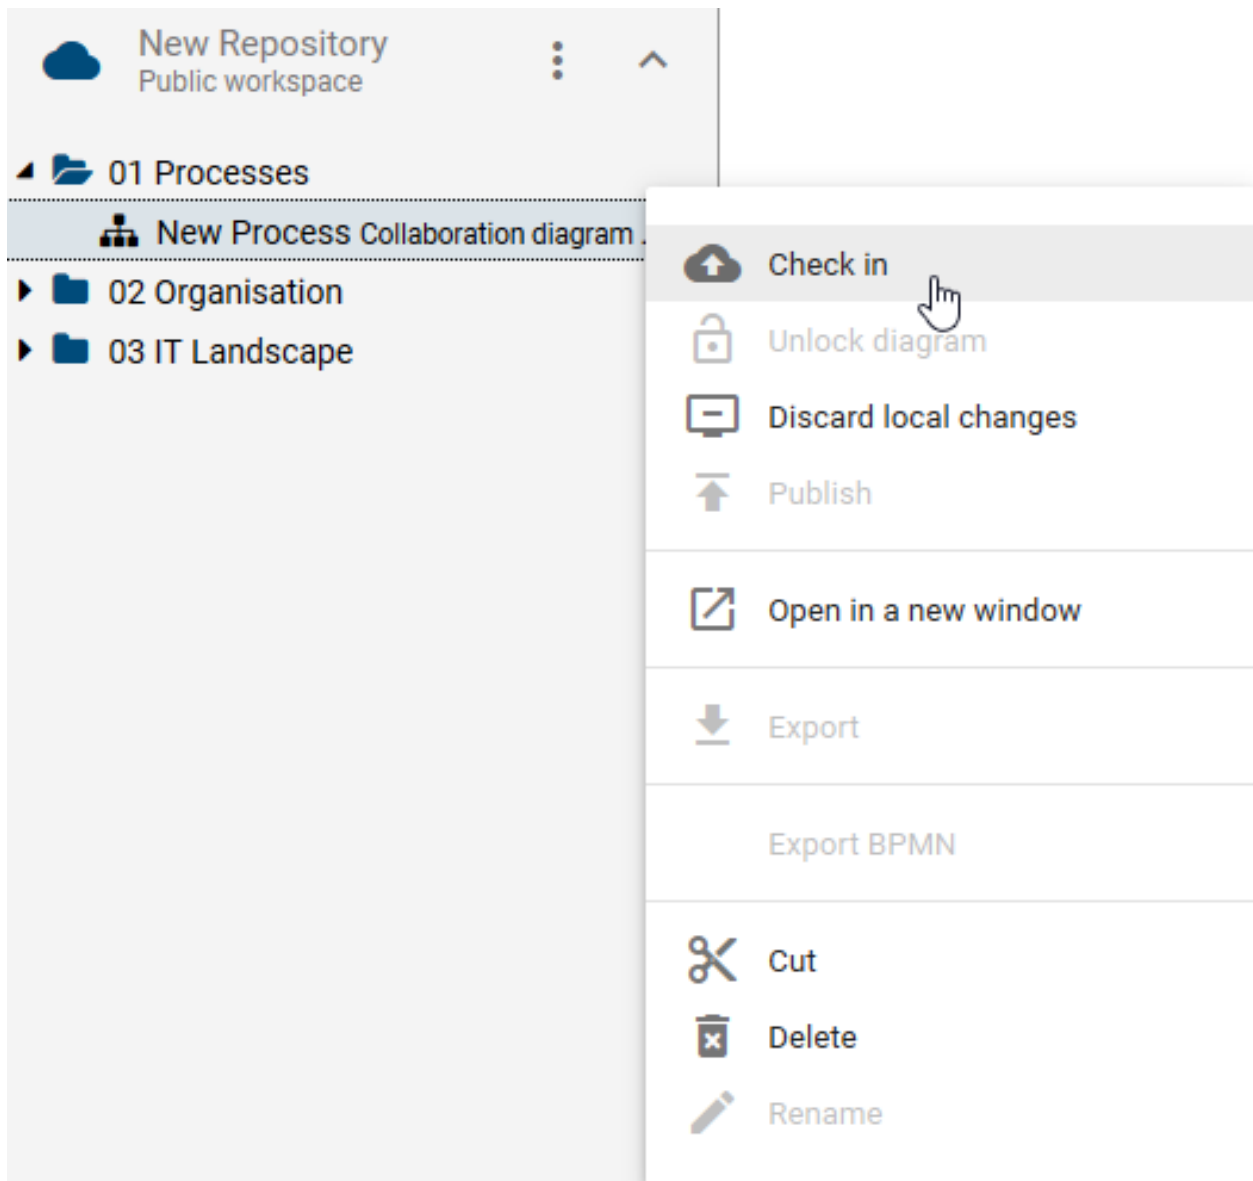 New Repository
Public workspace
01 Processes
New Process Collaboration diagram .
02 Organisation
03 IT Landscape
Check in
Unlock diagram
Discard local changes
Publish
Open in a new window
Export
Export BPMN
Cut
Delete
Rename